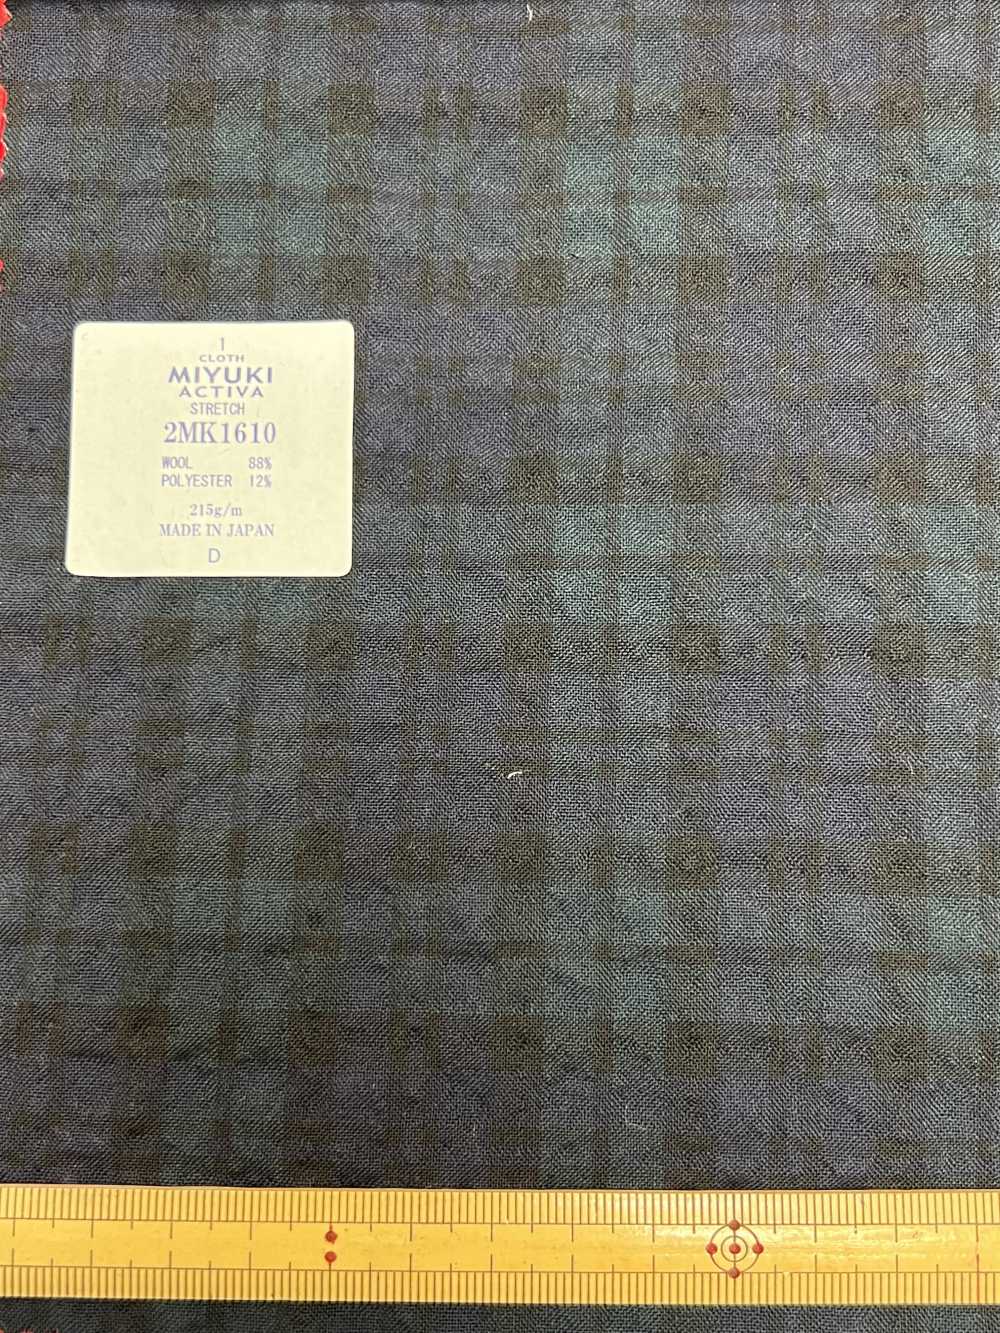 1
CLOTH
MIYUKI
ACTIVA
STRETCH
2MK1610
WOOL 88%
POLYESTER 12%
215g/m
MADE IN JAPAN
D